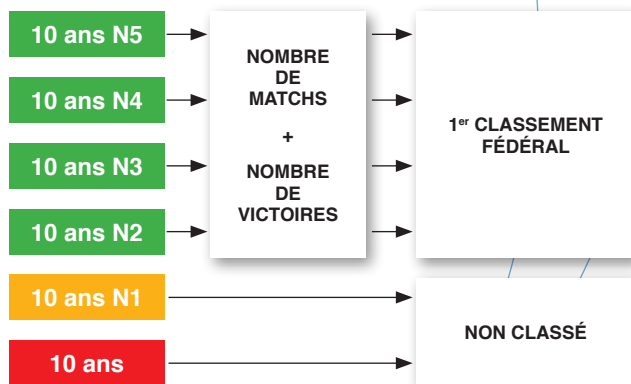 10 ans N5
10 ans N4
10 ans N3
10 ans N2
10 ans N1
10 ans
NOMBRE
DE
MATCHS
+
NOMBRE
DE
VICTOIRES
1er CLASSEMENT
FÉDÉRAL
NON CLASSÉ